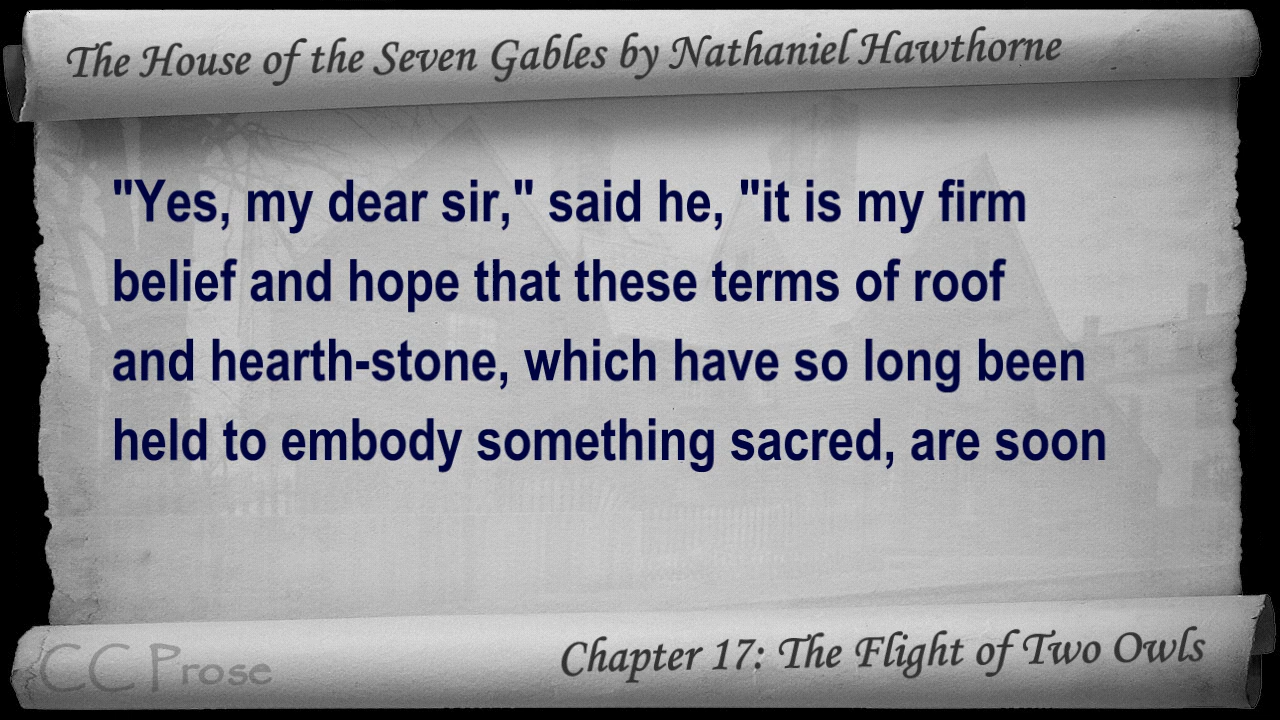 The House of the Seven Gables by Nathaniel Hawthorne
"Yes, my dear sir," said he, "it is my firm
belief and hope that these terms of roof
and hearth-stone, which have so long been
held to embody something sacred, are soon
CC Prose
Chapter 17: The Flight of Two Owls